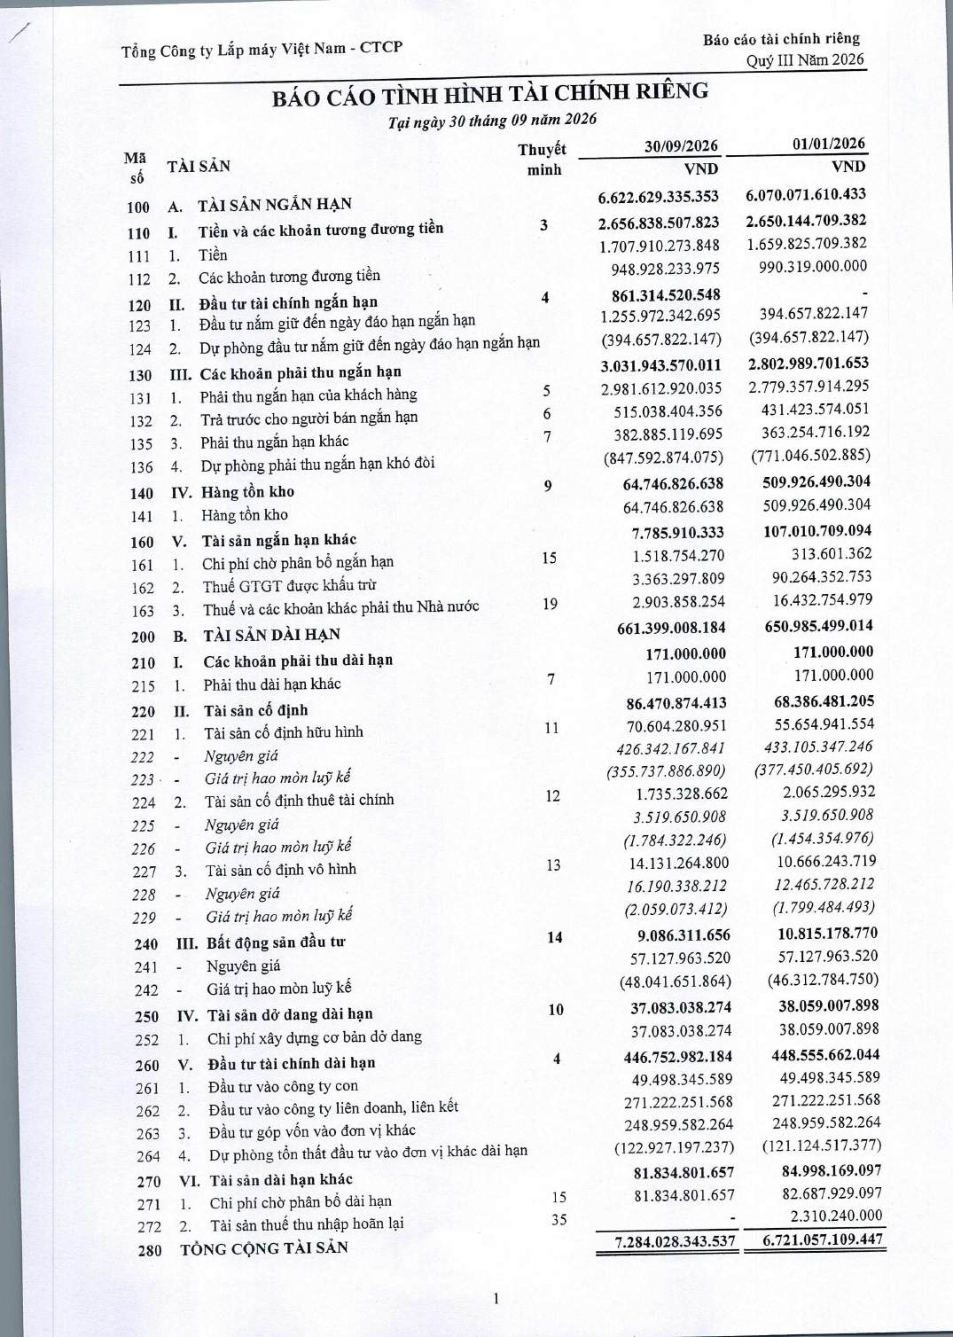 Tổng Công ty Lắp máy Việt Nam - CTCP
Báo cáo tài chính riêng
Quý III Năm 2026
BÁO CÁO TÌNH HÌNH TÀI CHÍNH RIÊNG
Tại ngày 30 tháng 09 năm 2026
Mã số TÀI SẢN Thuyết minh 30/09/2026 VND 01/01/2026 VND
100 A. TÀI SẢN NGẮN HẠN 6.622.629.335.353 6.070.071.610.433
110 I. Tiền và các khoản tương đương tiền 3 2.656.838.507.823 2.650.144.709.382
111 1. Tiền 1.707.910.273.848 1.659.825.709.382
112 2. Các khoản tương đương tiền 948.928.233.975 990.319.000.000
120 II. Đầu tư tài chính ngắn hạn 4 861.314.520.548 -
123 1. Đầu tư nắm giữ đến ngày đáo hạn ngắn hạn 1.255.972.342.695 394.657.822.147
124 2. Dự phòng đầu tư nắm giữ đến ngày đáo hạn ngắn hạn (394.657.822.147) (394.657.822.147)
130 III. Các khoản phải thu ngắn hạn 3.031.943.570.011 2.802.989.701.653
131 1. Phải thu ngắn hạn của khách hàng 5 2.981.612.920.035 2.779.357.914.295
132 2. Trả trước cho người bán ngắn hạn 6 515.038.404.356 431.423.574.051
135 3. Phải thu ngắn hạn khác 7 382.885.119.695 363.254.716.192
136 4. Dự phòng phải thu ngắn hạn khó đòi (847.592.874.075) (771.046.502.885)
140 IV. Hàng tồn kho 9 64.746.826.638 509.926.490.304
141 1. Hàng tồn kho 64.746.826.638 509.926.490.304
160 V. Tài sản ngắn hạn khác 7.785.910.333 107.010.709.094
161 1. Chi phí chờ phân bổ ngắn hạn 15 1.518.754.270 313.601.362
162 2. Thuế GTGT được khấu trừ 3.363.297.809 90.264.352.753
163 3. Thuế và các khoản khác phải thu Nhà nước 19 2.903.858.254 16.432.754.979
200 B. TÀI SẢN DÀI HẠN 661.399.008.184 650.985.499.014
210 I. Các khoản phải thu dài hạn 171.000.000 171.000.000
215 1. Phải thu dài hạn khác 7 171.000.000 171.000.000
220 II. Tài sản cố định 86.470.874.413 68.386.481.205
221 1. Tài sản cố định hữu hình 11 70.604.280.951 55.654.941.554
222 - Nguyên giá 426.342.167.841 433.105.347.246
223 - Giá trị hao mòn luỹ kế (355.737.886.890) (377.450.405.692)
224 2. Tài sản cố định thuê tài chính 12 1.735.328.662 2.065.295.932
225 - Nguyên giá 3.519.650.908 3.519.650.908
226 - Giá trị hao mòn luỹ kế (1.784.322.246) (1.454.354.976)
227 3. Tài sản cố định vô hình 13 14.131.264.800 10.666.243.719
228 - Nguyên giá 16.190.338.212 12.465.728.212
229 - Giá trị hao mòn luỹ kế (2.059.073.412) (1.799.484.493)
240 III. Bất động sản đầu tư 14 9.086.311.656 10.815.178.770
241 - Nguyên giá 57.127.963.520 57.127.963.520
242 - Giá trị hao mòn luỹ kế (48.041.651.864) (46.312.784.750)
250 IV. Tài sản dở dang dài hạn 10 37.083.038.274 38.059.007.898
252 1. Chi phí xây dựng cơ bản dở dang 37.083.038.274 38.059.007.898
260 V. Đầu tư tài chính dài hạn 4 446.752.982.184 448.555.662.044
261 1. Đầu tư vào công ty con 49.498.345.589 49.498.345.589
262 2. Đầu tư vào công ty liên doanh, liên kết 271.222.251.568 271.222.251.568
263 3. Đầu tư góp vốn vào đơn vị khác 248.959.582.264 248.959.582.264
264 4. Dự phòng tổn thất đầu tư vào đơn vị khác dài hạn (122.927.197.237) (121.124.517.377)
270 VI. Tài sản dài hạn khác 81.834.801.657 84.998.169.097
271 1. Chi phí chờ phân bổ dài hạn 15 81.834.801.657 82.687.929.097
272 2. Tài sản thuế thu nhập hoãn lại 35 - 2.310.240.000
280 TỔNG CỘNG TÀI SẢN 7.284.028.343.537 6.721.057.109.447
1